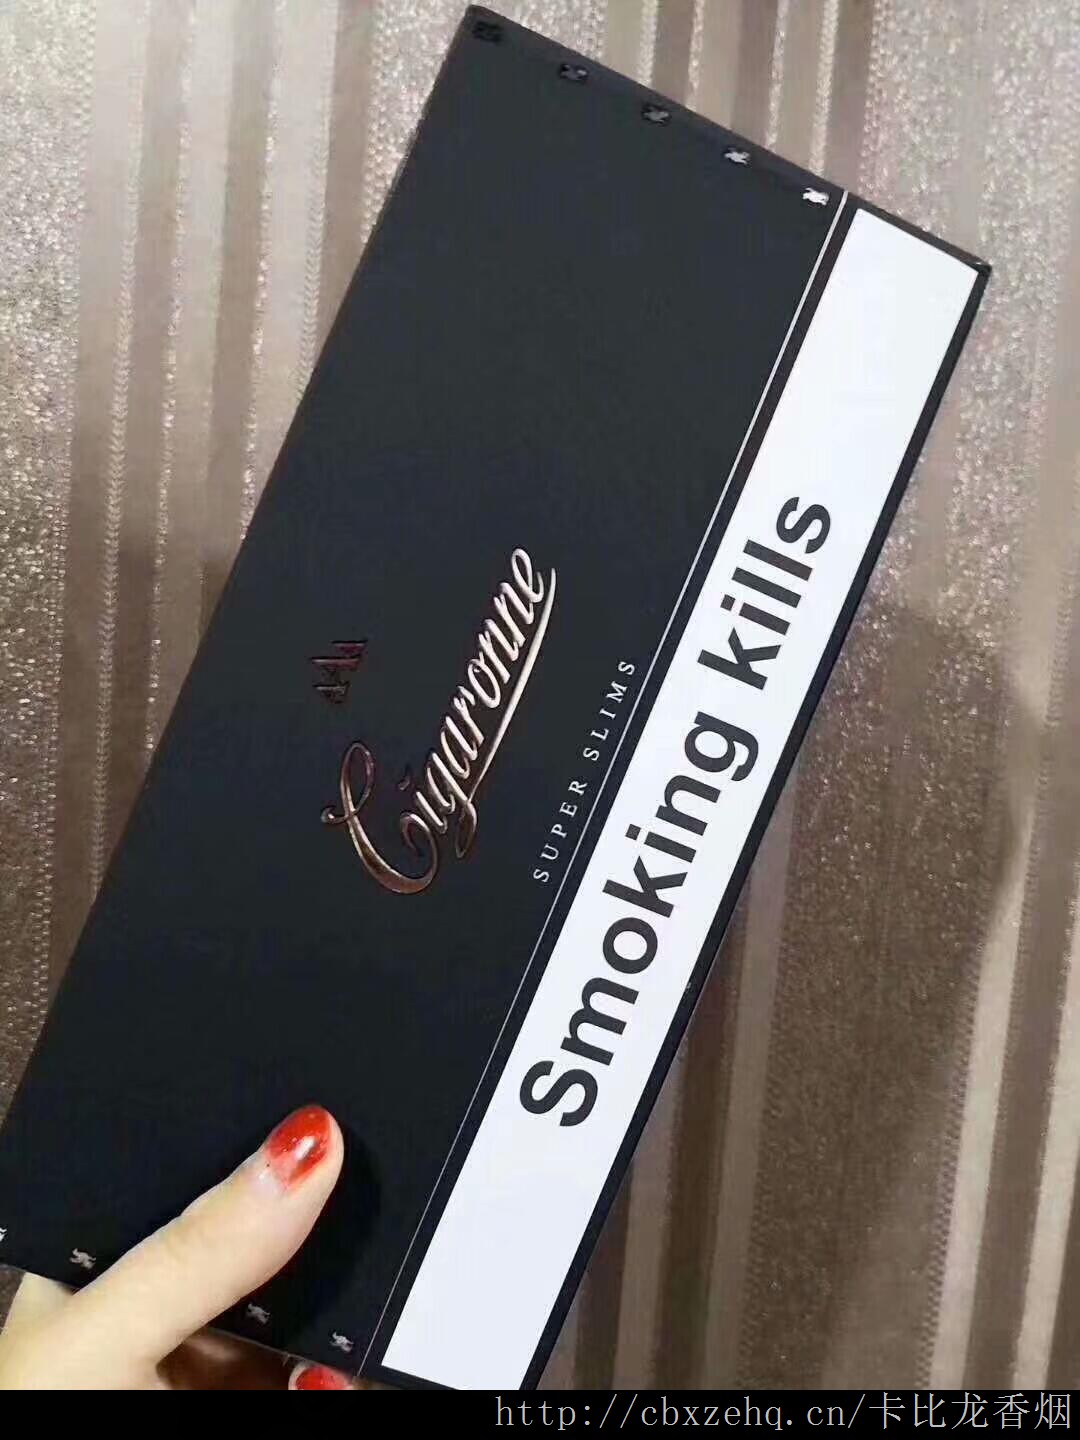 Cigaronne
SUPER SLIMS
Smoking kills
http://cbxzehq.cn/卡比龙香烟